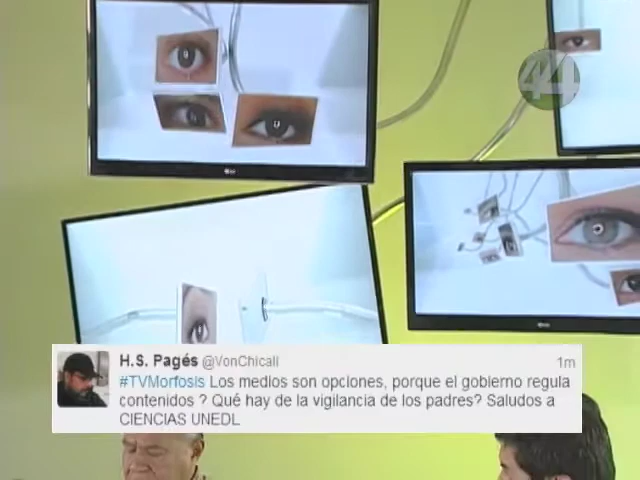 44
H.S. Pagés @VonChicali 1m
#TVMorfosis Los medios son opciones, porque el gobierno regula
contenidos ? Qué hay de la vigilancia de los padres? Saludos a
CIENCIAS UNEDL